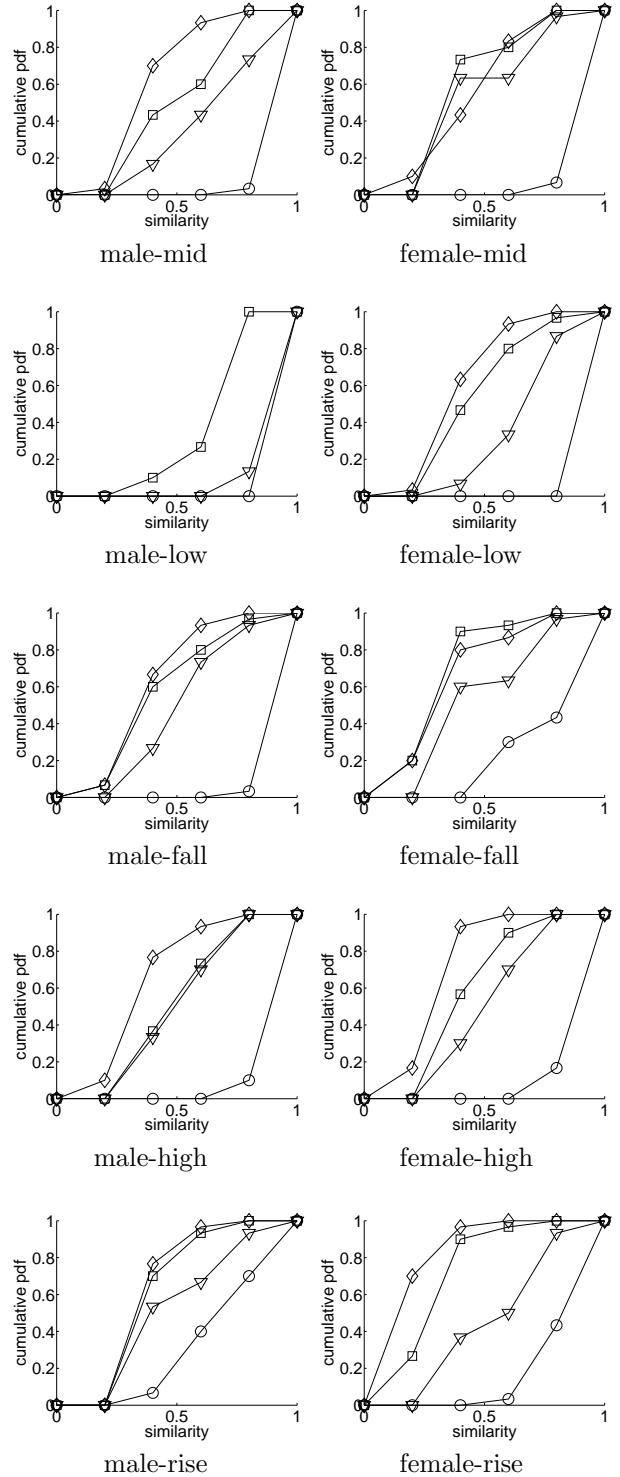 1
0.8
0.6
0.4
0.2
0
0 0.5 1
cumulative pdf
similarity
male-mid
1
0.8
0.6
0.4
0.2
0
0 0.5 1
cumulative pdf
similarity
female-mid
1
0.8
0.6
0.4
0.2
0
0 0.5 1
cumulative pdf
similarity
male-low
1
0.8
0.6
0.4
0.2
0
0 0.5 1
cumulative pdf
similarity
female-low
1
0.8
0.6
0.4
0.2
0
0 0.5 1
cumulative pdf
similarity
male-fall
1
0.8
0.6
0.4
0.2
0
0 0.5 1
cumulative pdf
similarity
female-fall
1
0.8
0.6
0.4
0.2
0
0 0.5 1
cumulative pdf
similarity
male-high
1
0.8
0.6
0.4
0.2
0
0 0.5 1
cumulative pdf
similarity
female-high
1
0.8
0.6
0.4
0.2
0
0 0.5 1
cumulative pdf
similarity
male-rise
1
0.8
0.6
0.4
0.2
0
0 0.5 1
cumulative pdf
similarity
female-rise